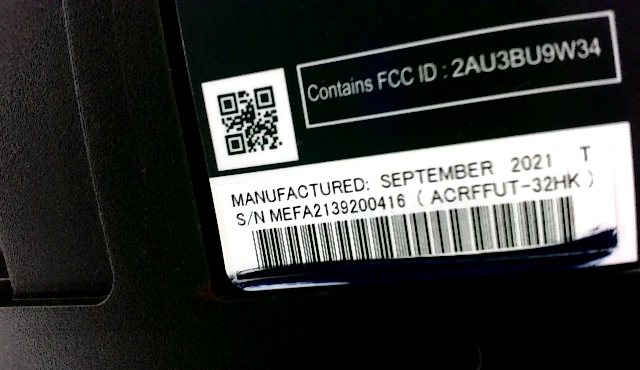 Contains FCC ID : 2AU3BU9W34
MANUFACTURED: SEPTEMBER 2021 T
S/N MEFA2139200416 ( ACRFFUT-32HK )